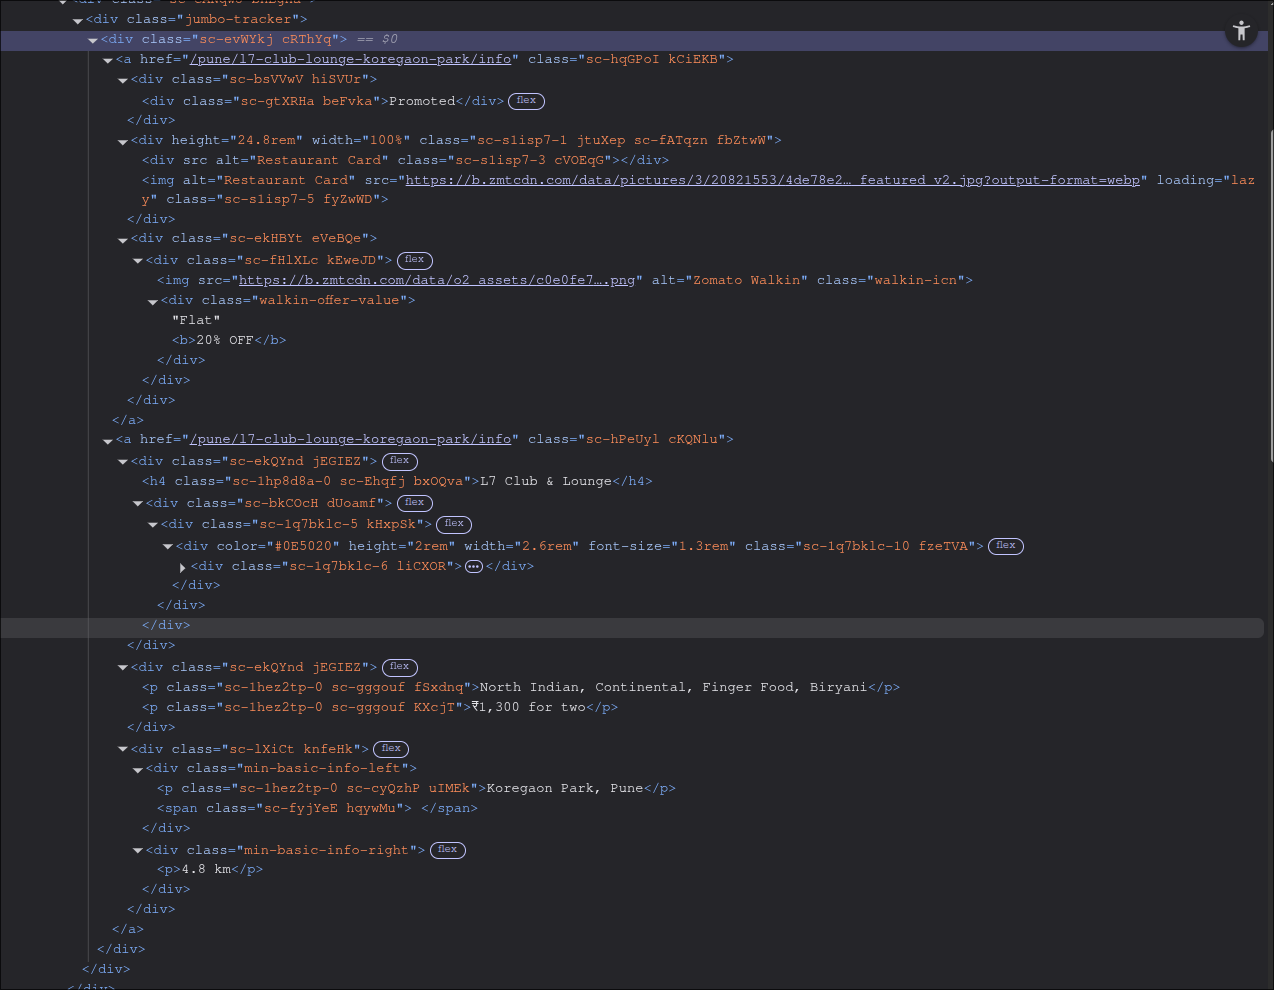 <div class="jumbo-tracker">
<div class="sc-evWYkj cRThYq"> == $0
<a href="/pune/l7-club-lounge-koregaon-park/info" class="sc-hqGPoI kCiEKB">
<div class="sc-bsVVwV hiSVUr">
<div class="sc-gtXRHa beFvka">Promoted</div> flex
</div>
<div height="24.8rem" width="100%" class="sc-s1isp7-1 jtuXep sc-fATqzn fbZtwW">
<div src alt="Restaurant Card" class="sc-s1isp7-3 cVOEqG"></div>
<img alt="Restaurant Card" src="https://b.zmtcdn.com/data/pictures/3/20821553/4de78e2…_featured_v2.jpg?output-format=webp" loading="laz
y" class="sc-s1isp7-5 fyZwWD">
</div>
<div class="sc-ekHBYt eVeBQe">
<div class="sc-fHlXLc kEweJD"> flex
<img src="https://b.zmtcdn.com/data/o2_assets/c0e0fe7….png" alt="Zomato Walkin" class="walkin-icn">
<div class="walkin-offer-value">
"Flat"
<b>20% OFF</b>
</div>
</div>
</div>
</a>
<a href="/pune/l7-club-lounge-koregaon-park/info" class="sc-hPeUyl cKQNlu">
<div class="sc-ekQYnd jEGIEZ"> flex
<h4 class="sc-1hp8d8a-0 sc-Ehqfj bxOQva">L7 Club & Lounge</h4>
<div class="sc-bkCOcH dUoamf"> flex
<div class="sc-1q7bklc-5 kHxpSk"> flex
<div color="#0E5020" height="2rem" width="2.6rem" font-size="1.3rem" class="sc-1q7bklc-10 fzeTVA"> flex
<div class="sc-1q7bklc-6 liCXOR">…</div>
</div>
</div>
</div>
</div>
<div class="sc-ekQYnd jEGIEZ"> flex
<p class="sc-1hez2tp-0 sc-gggouf fSxdnq">North Indian, Continental, Finger Food, Biryani</p>
<p class="sc-1hez2tp-0 sc-gggouf KXcjT">₹1,300 for two</p>
</div>
<div class="sc-lXiCt knfeHk"> flex
<div class="min-basic-info-left">
<p class="sc-1hez2tp-0 sc-cyQzhP uIMEk">Koregaon Park, Pune</p>
<span class="sc-fyjYeE hqywMu"> </span>
</div>
<div class="min-basic-info-right"> flex
<p>4.8 km</p>
</div>
</div>
</a>
</div>
</div>